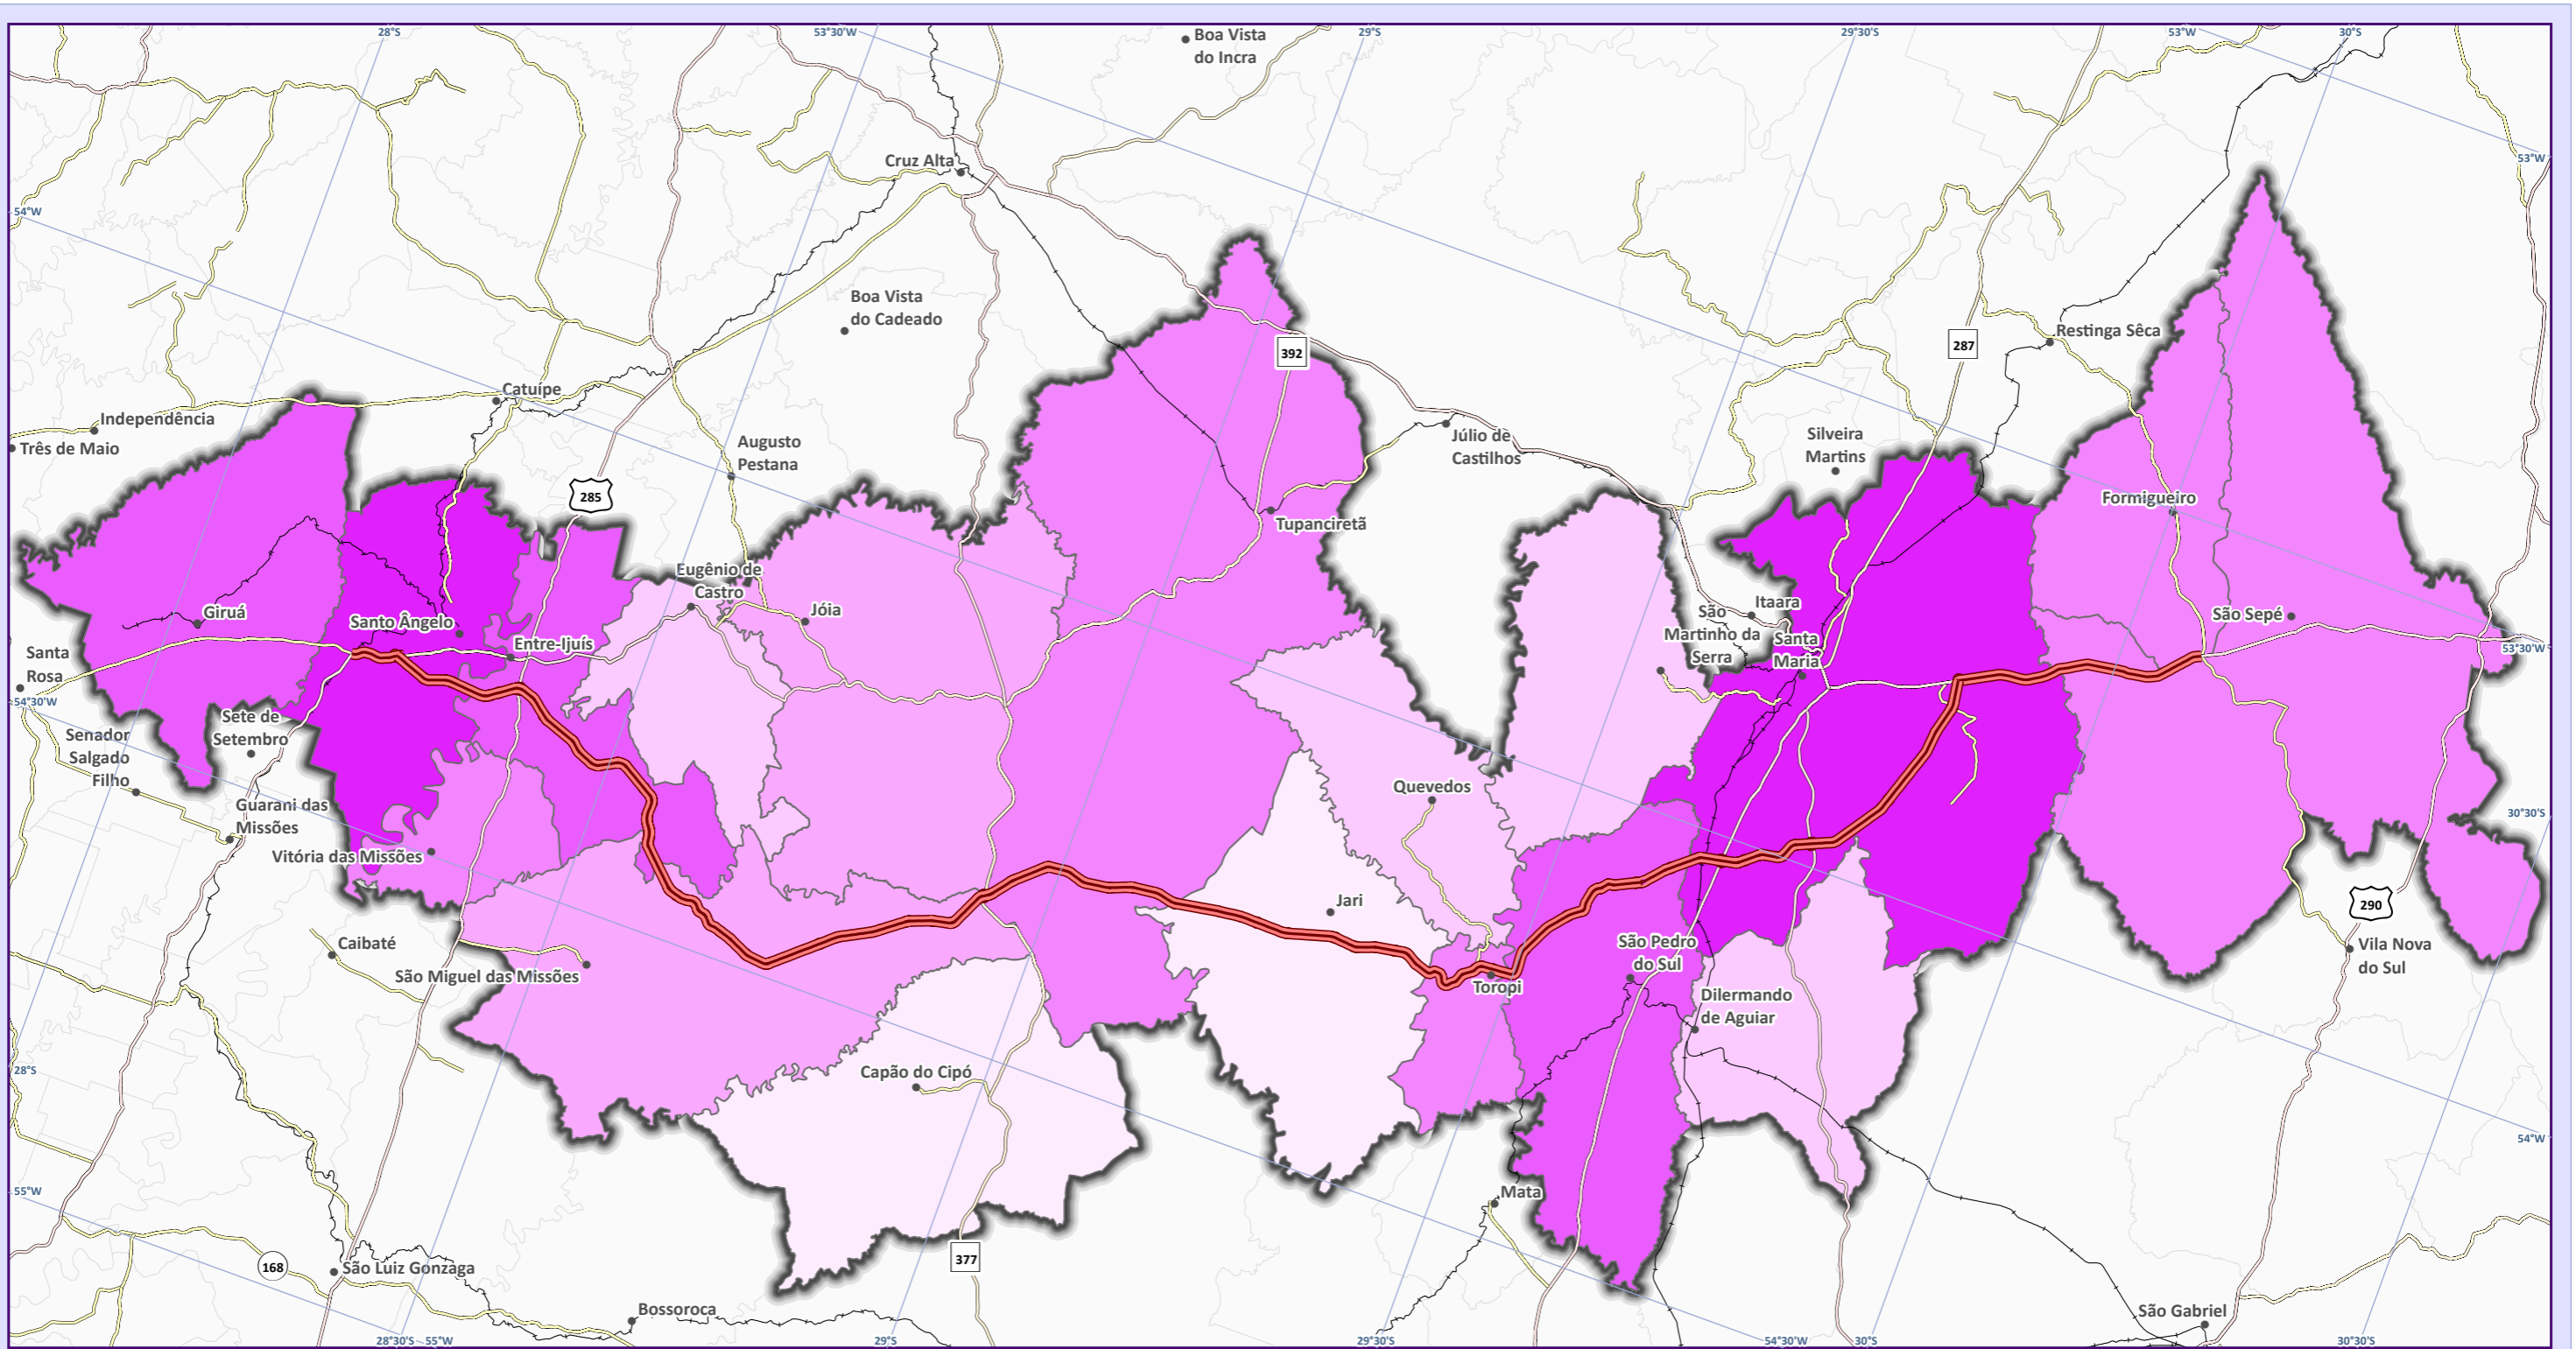 28°S
53°30'W
29°S
29°30'S
53°W
30°S
Boa Vista
do Incra
53°W
Cruz Alta
54°W
Boa Vista
do Cadeado
Restinga Sêca
287
392
Catuípe
Independência
Três de Maio
Augusto
Pestana
Júlio de
Castilhos
Silveira
Martins
285
Formigueiro
Tupanciretã
Eugênio de
Castro
Giruá
Santo Ângelo
Jóia
Itaara
São
Martinho da
Serra
São Sepé
Santa
Maria
Entre-Ijuís
53°30'W
Santa
Rosa
54°30'W
Sete de
Setembro
Senador
Salgado
Filho
Quevedos
Guarani das
Missões
30°30'S
Vitória das Missões
Jari
290
Caibaté
São Pedro
do Sul
Vila Nova
do Sul
São Miguel das Missões
Toropi
Dilermando
de Aguiar
28°S
Capão do Cipó
54°W
55°W
Mata
377
168
São Luiz Gonzaga
Bossoroca
São Gabriel
28°30'S
55°W
29°S
29°30'S
54°30'W
30°S
30°30'S